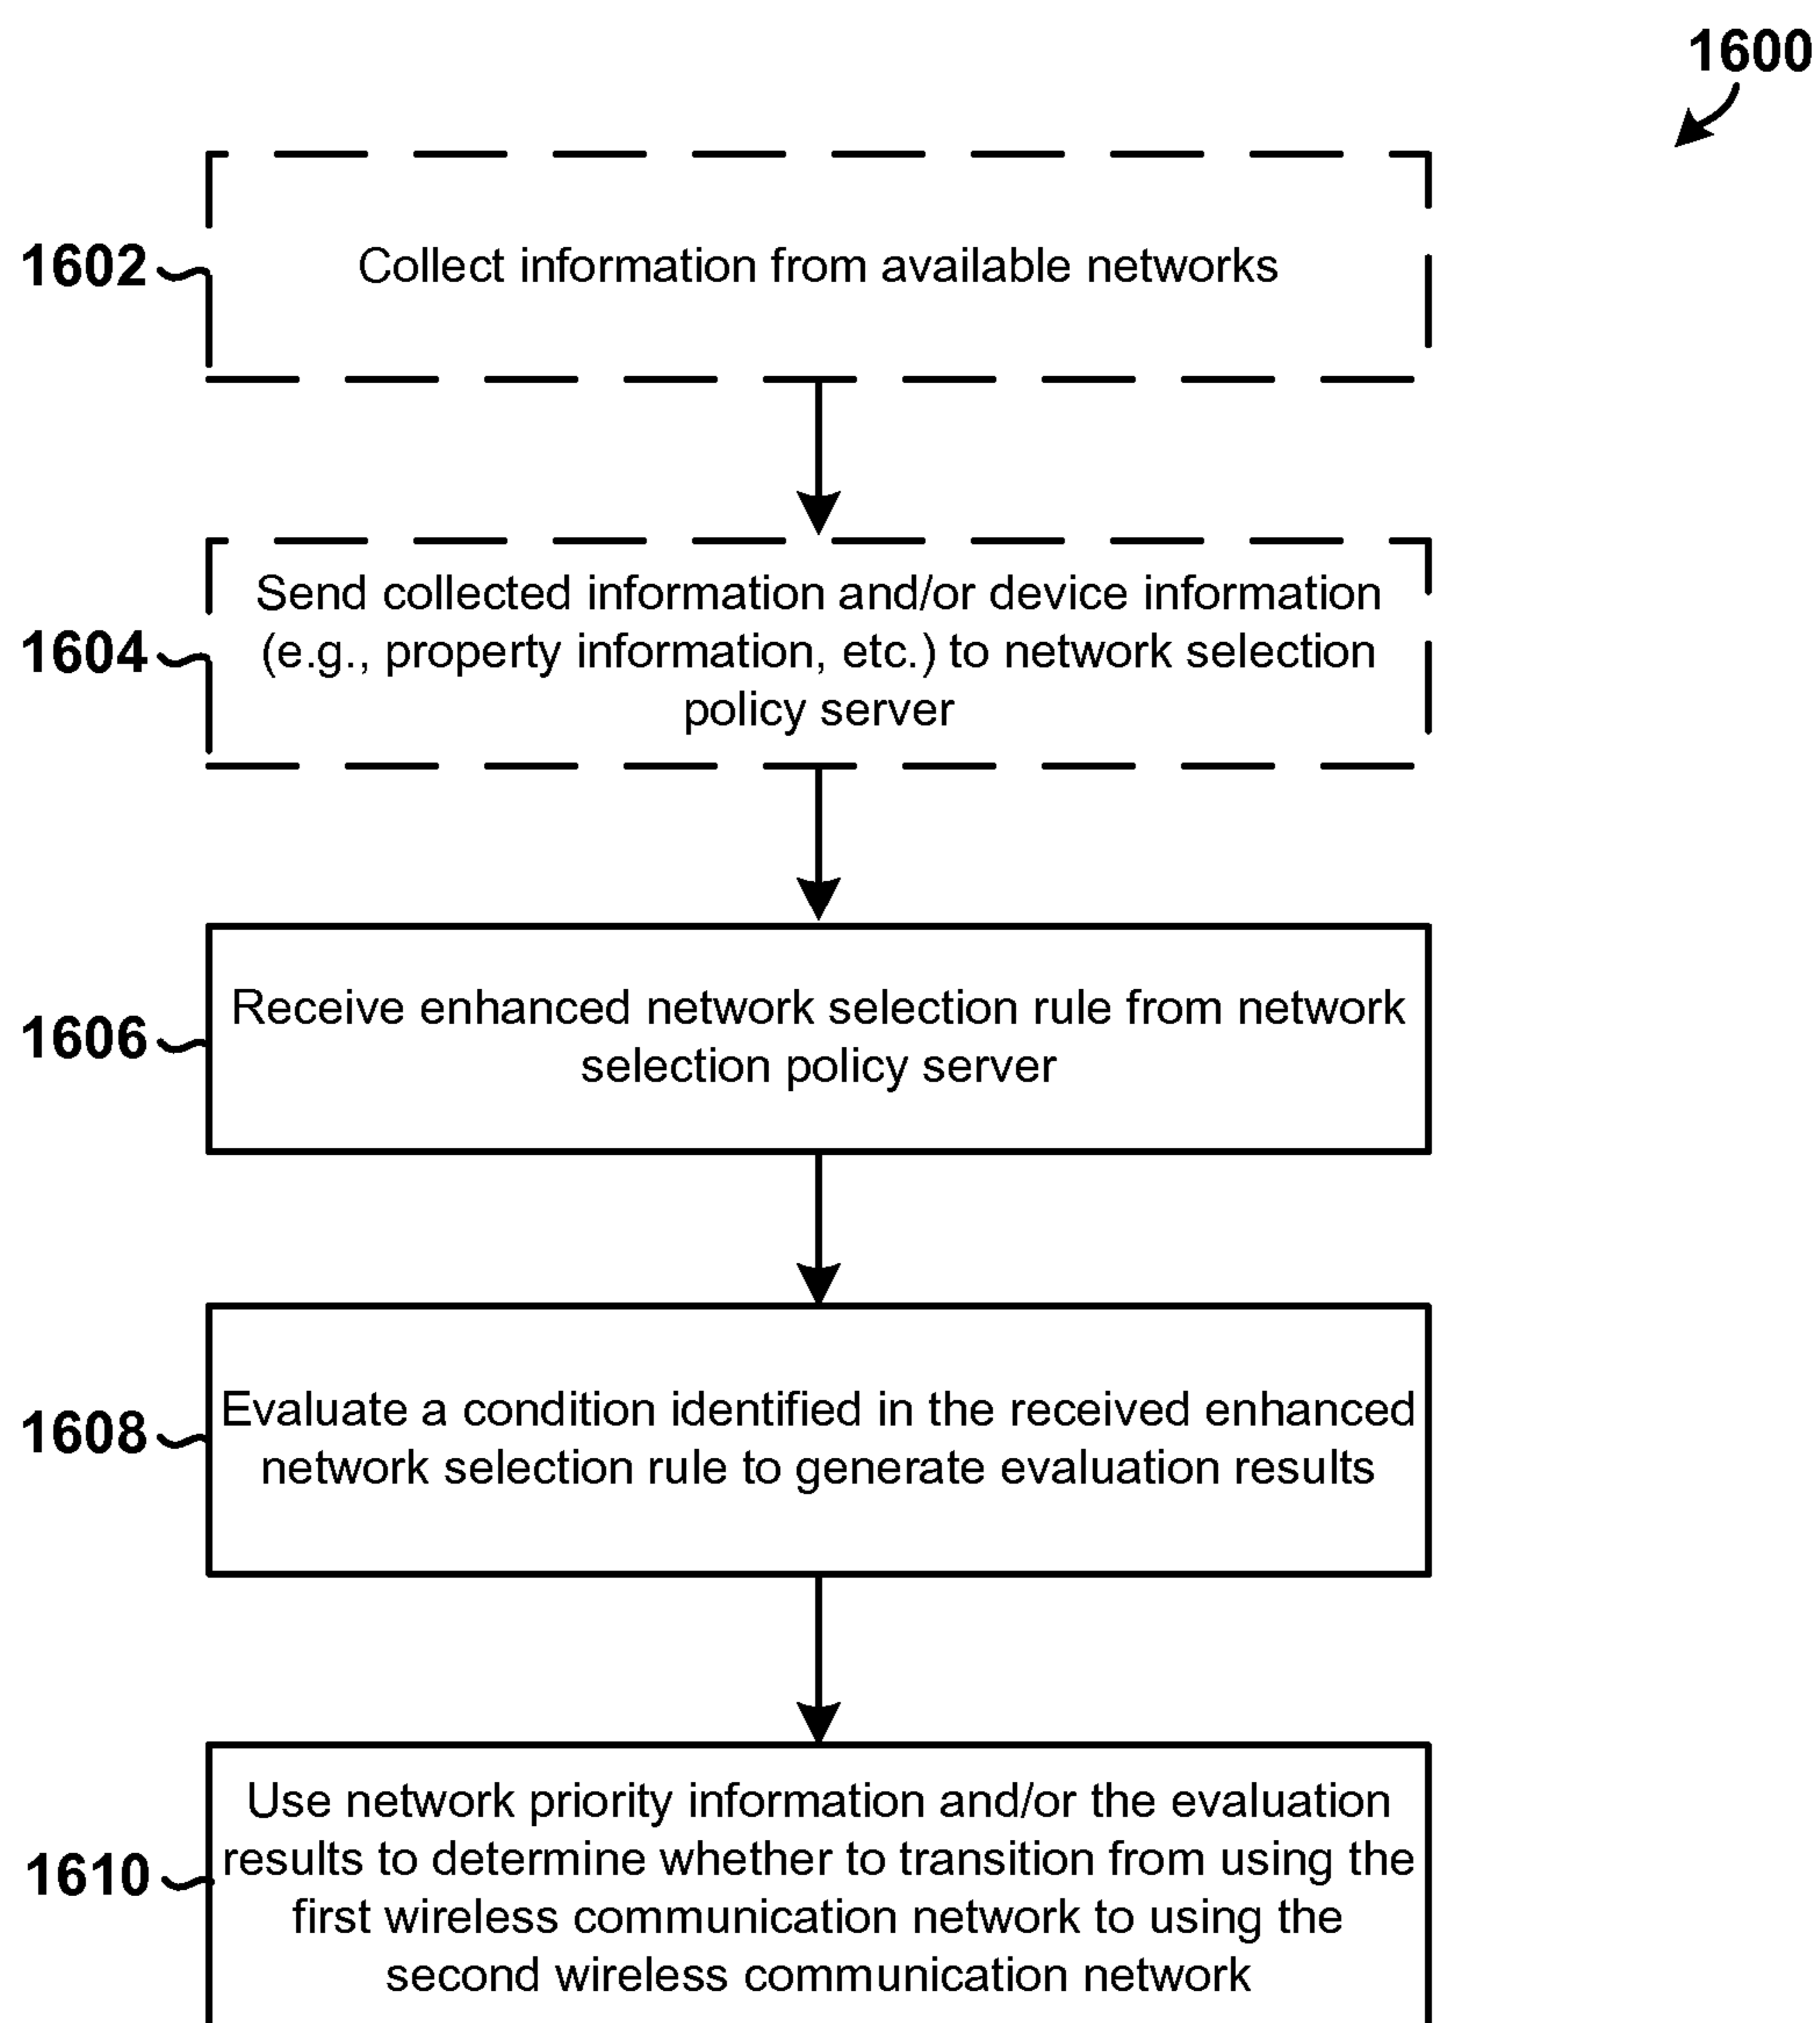 1600
1602
Collect information from available networks
1604
Send collected information and/or device information
(e.g., property information, etc.) to network selection
policy server
1606
Receive enhanced network selection rule from network
selection policy server
1608
Evaluate a condition identified in the received enhanced
network selection rule to generate evaluation results
1610
Use network priority information and/or the evaluation
results to determine whether to transition from using the
first wireless communication network to using the
second wireless communication network